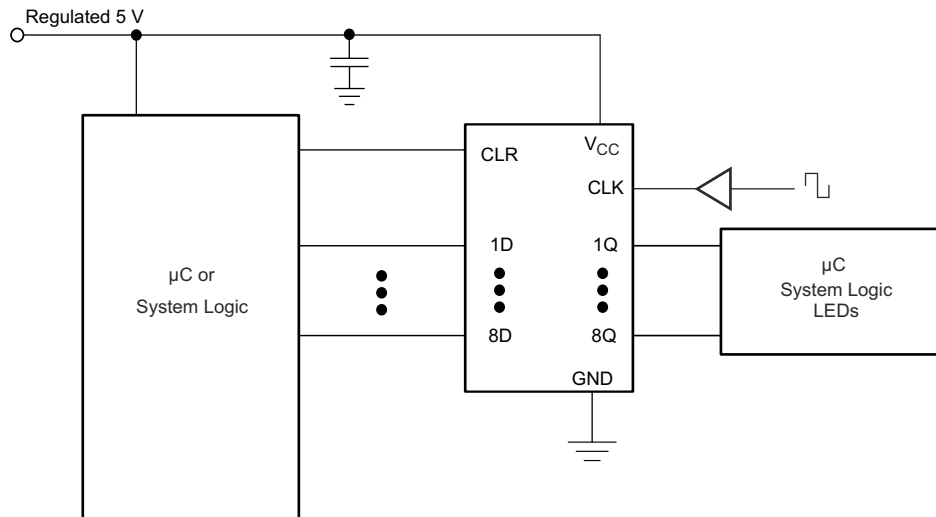 Regulated 5 V
CLR
VCC
CLK
1D
1Q
µC or
System Logic
8D
8Q
GND
µC
System Logic
LEDs